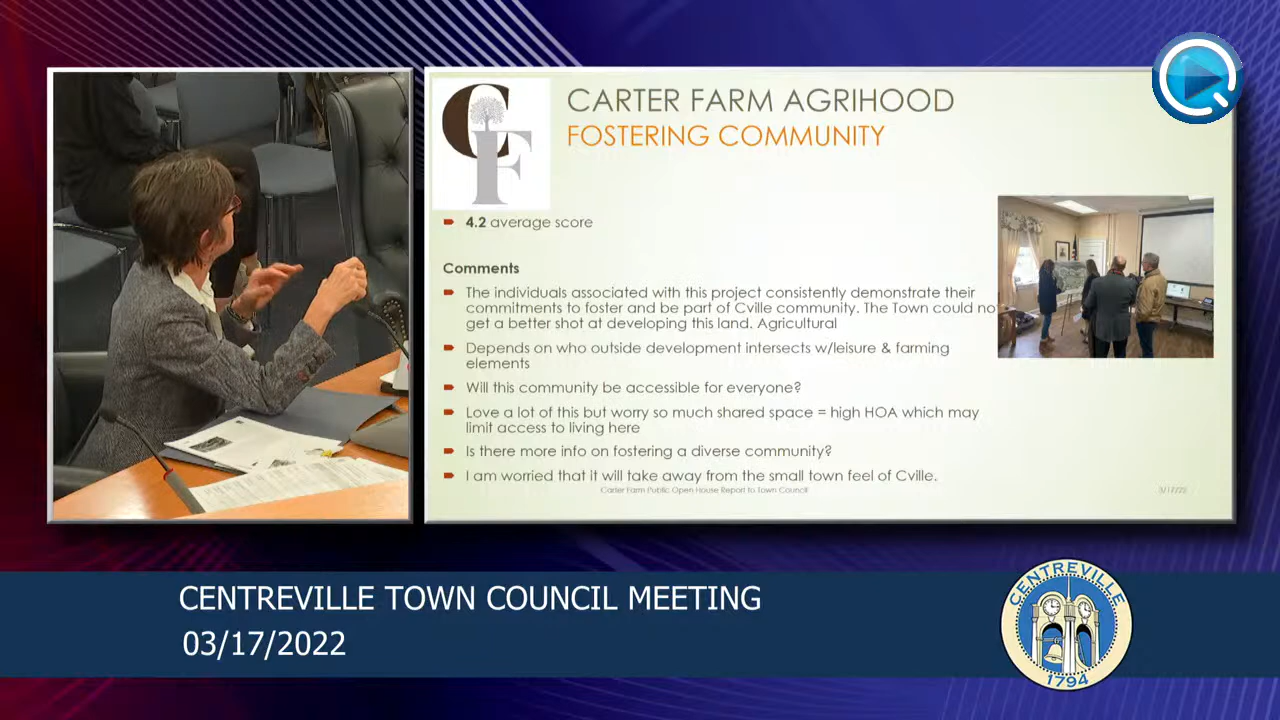 CF
CARTER FARM AGRIHOOD
FOSTERING COMMUNITY
4.2 average score
Comments
The individuals associated with this project consistently demonstrate their
commitments to foster and be part of Cville community. The Town could no
get a better shot at developing this land. Agricultural
Depends on who outside development intersects w/leisure & farming
elements
Will this community be accessible for everyone?
Love a lot of this but worry so much shared space = high HOA which may
limit access to living here
Is there more info on fostering a diverse community?
I am worried that it will take away from the small town feel of Cville.
Carter Farm Public Open House Report to Town Council
3/17/22
CENTREVILLE TOWN COUNCIL MEETING
03/17/2022
CENTREVILLE
1794